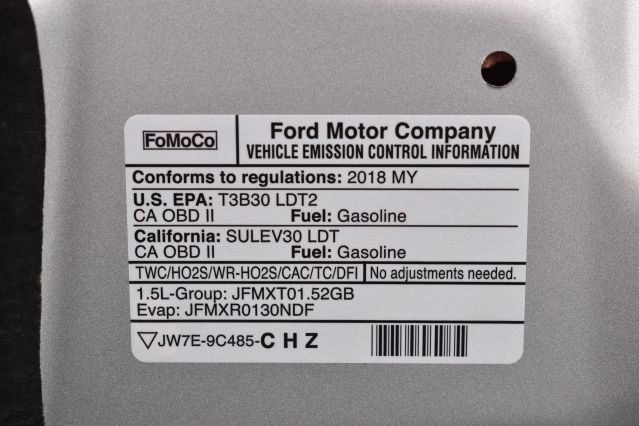 FoMoCo
Ford Motor Company
VEHICLE EMISSION CONTROL INFORMATION
Conforms to regulations: 2018 MY
U.S. EPA: T3B30 LDT2
CA OBD II Fuel: Gasoline
California: SULEV30 LDT
CA OBD II Fuel: Gasoline
TWC/HO2S/WR-HO2S/CAC/TC/DFI No adjustments needed.
1.5L-Group: JFMXT01.52GB
Evap: JFMXR0130NDF
JW7E-9C485-C H Z